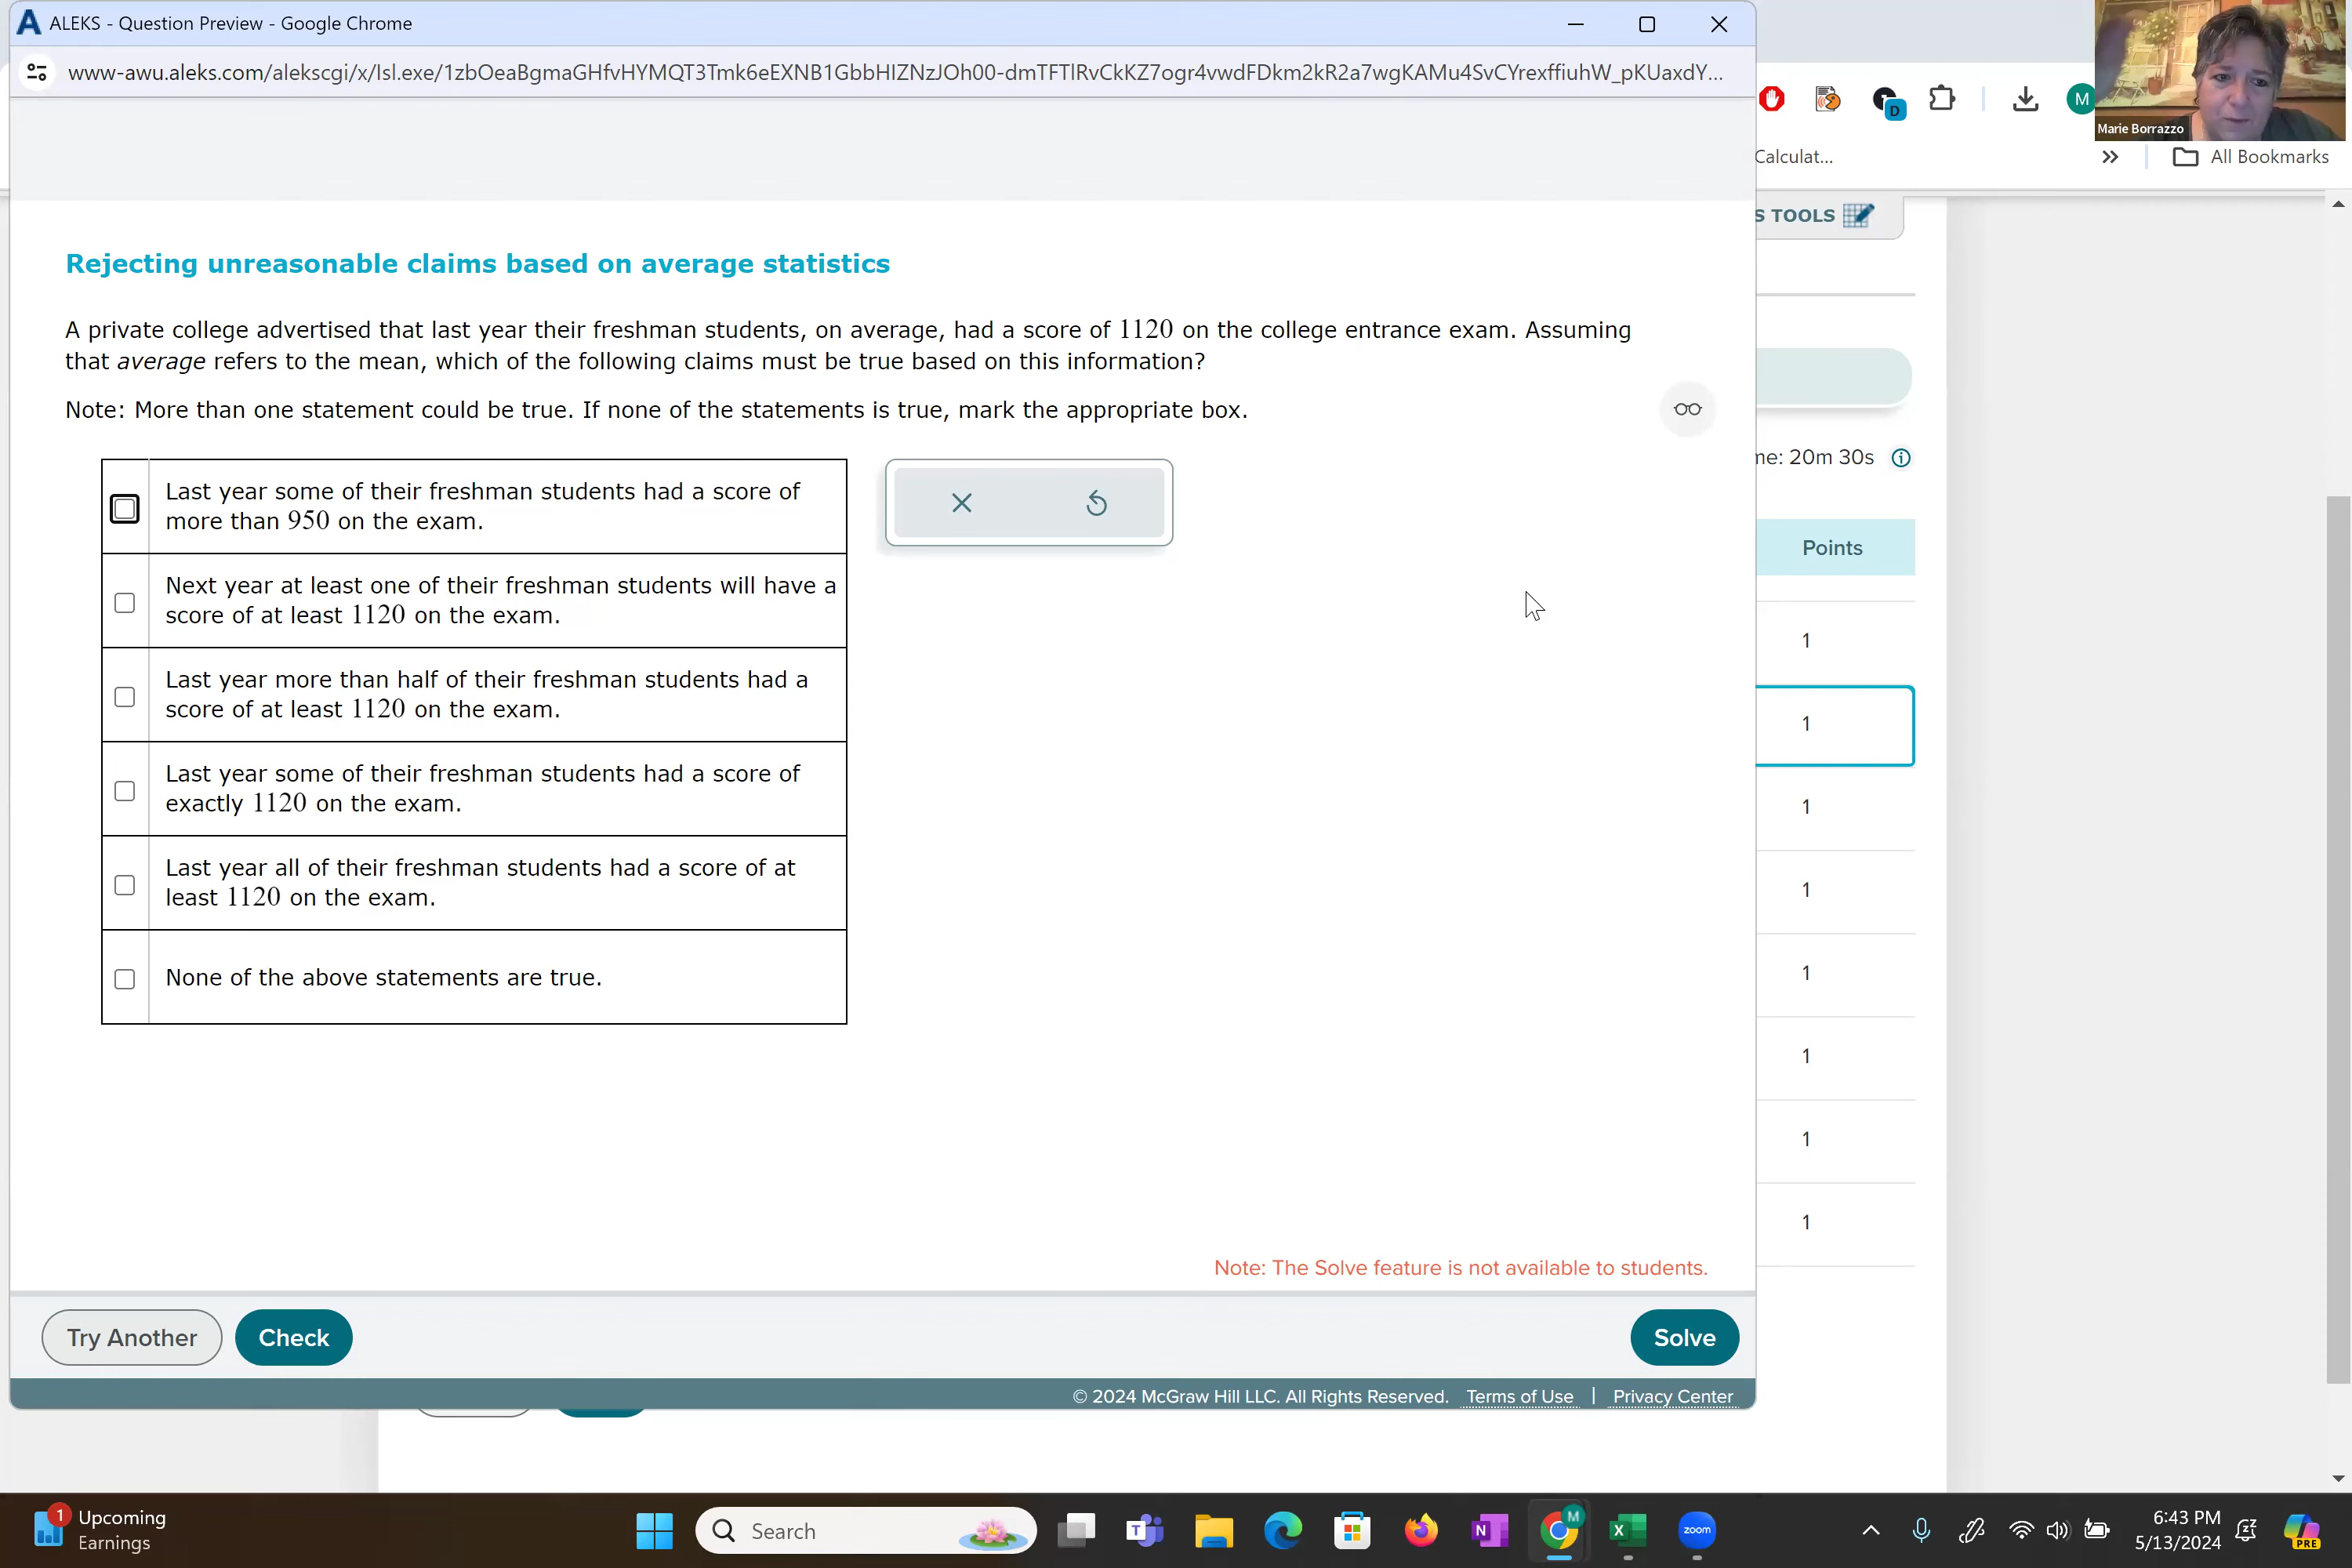 ALEKS - Question Preview - Google Chrome
www-awu.aleks.com/alekscgi/x/Isl.exe/1zbOeaBgmaGHfvHYMQT3Tmk6eEXNB1GbbHIZNzJOh00-dmTFTlRvCkKZ7ogr4vwdFDkm2kR2a7wgKAMu4SvCYrexffiuhW_pKUaxdY...
D
M
Marie Borrazzo
Calculat...
All Bookmarks
S TOOLS
Rejecting unreasonable claims based on average statistics
A private college advertised that last year their freshman students, on average, had a score of 1120 on the college entrance exam. Assuming
that average refers to the mean, which of the following claims must be true based on this information?
Note: More than one statement could be true. If none of the statements is true, mark the appropriate box.
me: 20m 30s
Points
1
1
1
1
1
1
1
1
Last year some of their freshman students had a score of
more than 950 on the exam.
Next year at least one of their freshman students will have a
score of at least 1120 on the exam.
Last year more than half of their freshman students had a
score of at least 1120 on the exam.
Last year some of their freshman students had a score of
exactly 1120 on the exam.
Last year all of their freshman students had a score of at
least 1120 on the exam.
None of the above statements are true.
Note: The Solve feature is not available to students.
Try Another
Check
Solve
© 2024 McGraw Hill LLC. All Rights Reserved. Terms of Use | Privacy Center
1
Upcoming
Earnings
Search
zoom
6:43 PM
5/13/2024
PRE